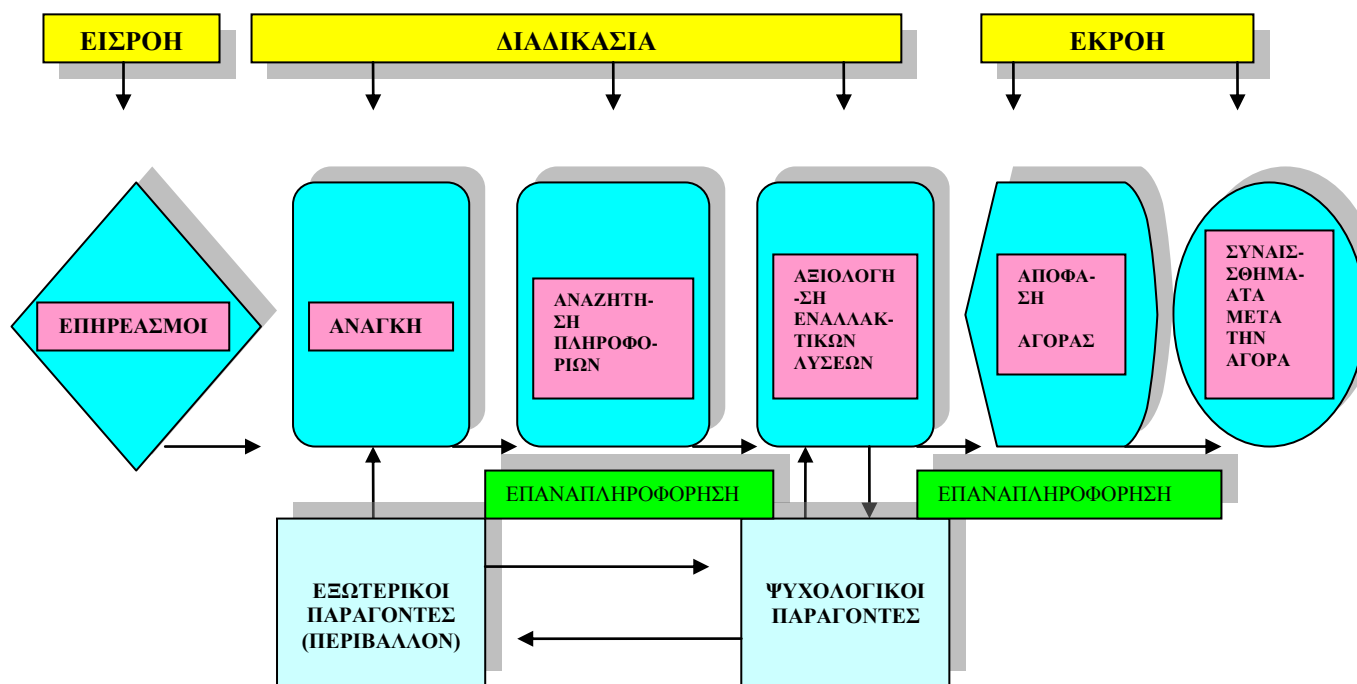 ΕΙΣΡΟΗ
ΔΙΑΔΙΚΑΣΙΑ
ΕΚΡΟΗ
ΕΠΗΡΕΑΣΜΟΙ
ΑΝΑΓΚΗ
ΑΝΑΖΗΤΗ-
ΣΗ
ΠΛΗΡΟΦΟ-
ΡΙΩΝ
ΑΞΙΟΛΟΓΗ
-ΣΗ
ΕΝΑΛΛΑΚ-
ΤΙΚΩΝ
ΛΥΣΕΩΝ
ΑΠΟΦΑ-
ΣΗ
ΑΓΟΡΑΣ
ΣΥΝΑΙΣ-
ΣΘΗΜΑ-
ΑΤΑ
ΜΕΤΑ
ΤΗΝ
ΑΓΟΡΑ
ΕΠΑΝΑΠΛΗΡΟΦΟΡΗΣΗ
ΕΠΑΝΑΠΛΗΡΟΦΟΡΗΣΗ
ΕΞΩΤΕΡΙΚΟΙ
ΠΑΡΑΓΟΝΤΕΣ
(ΠΕΡΙΒΑΛΛΟΝ)
ΨΥΧΟΛΟΓΙΚΟΙ
ΠΑΡΑΓΟΝΤΕΣ